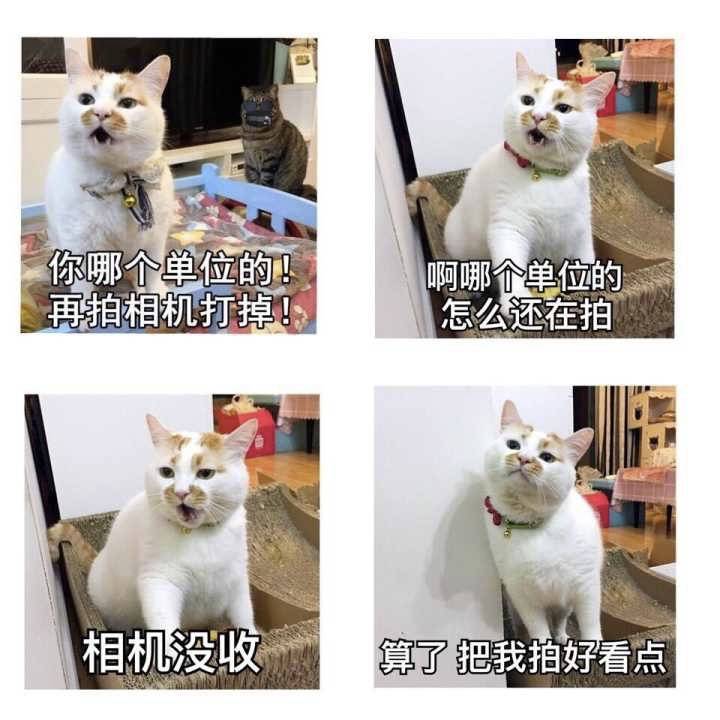 你哪个单位的！
再拍相机打掉！
啊哪个单位的
怎么还在拍
相机没收
算了 把我拍好看点